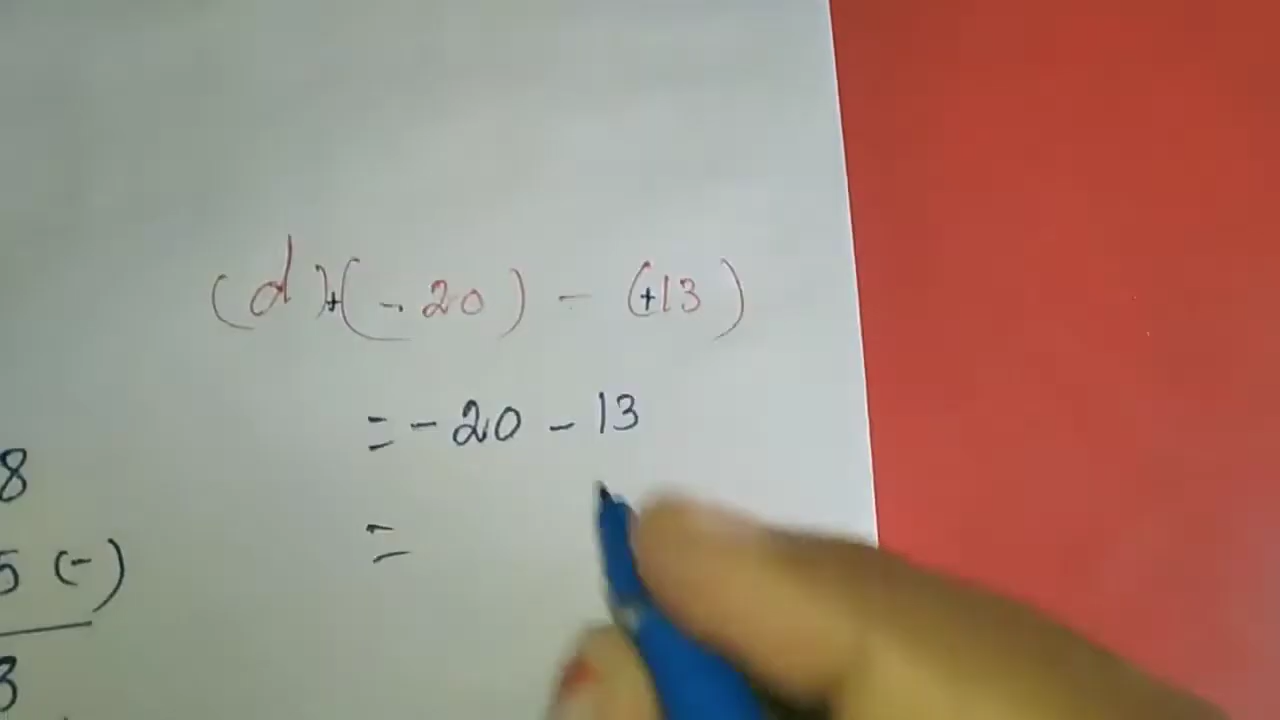 (d) +(-20) - (+13)
= -20 - 13
8
=
5 (-)
3